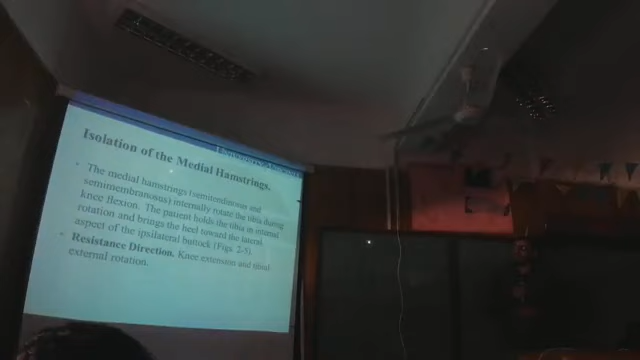 Isolation of the Medial Hamstrings.
• The medial hamstrings (semitendinosus and
semimembranosus) internally rotate the tibia during
knee flexion. The patient holds the tibia in internal
rotation and brings the heel toward the lateral
aspect of the ipsilateral buttock (Figs. 2-5).
• Resistance Direction. Knee extension and tibial
external rotation.